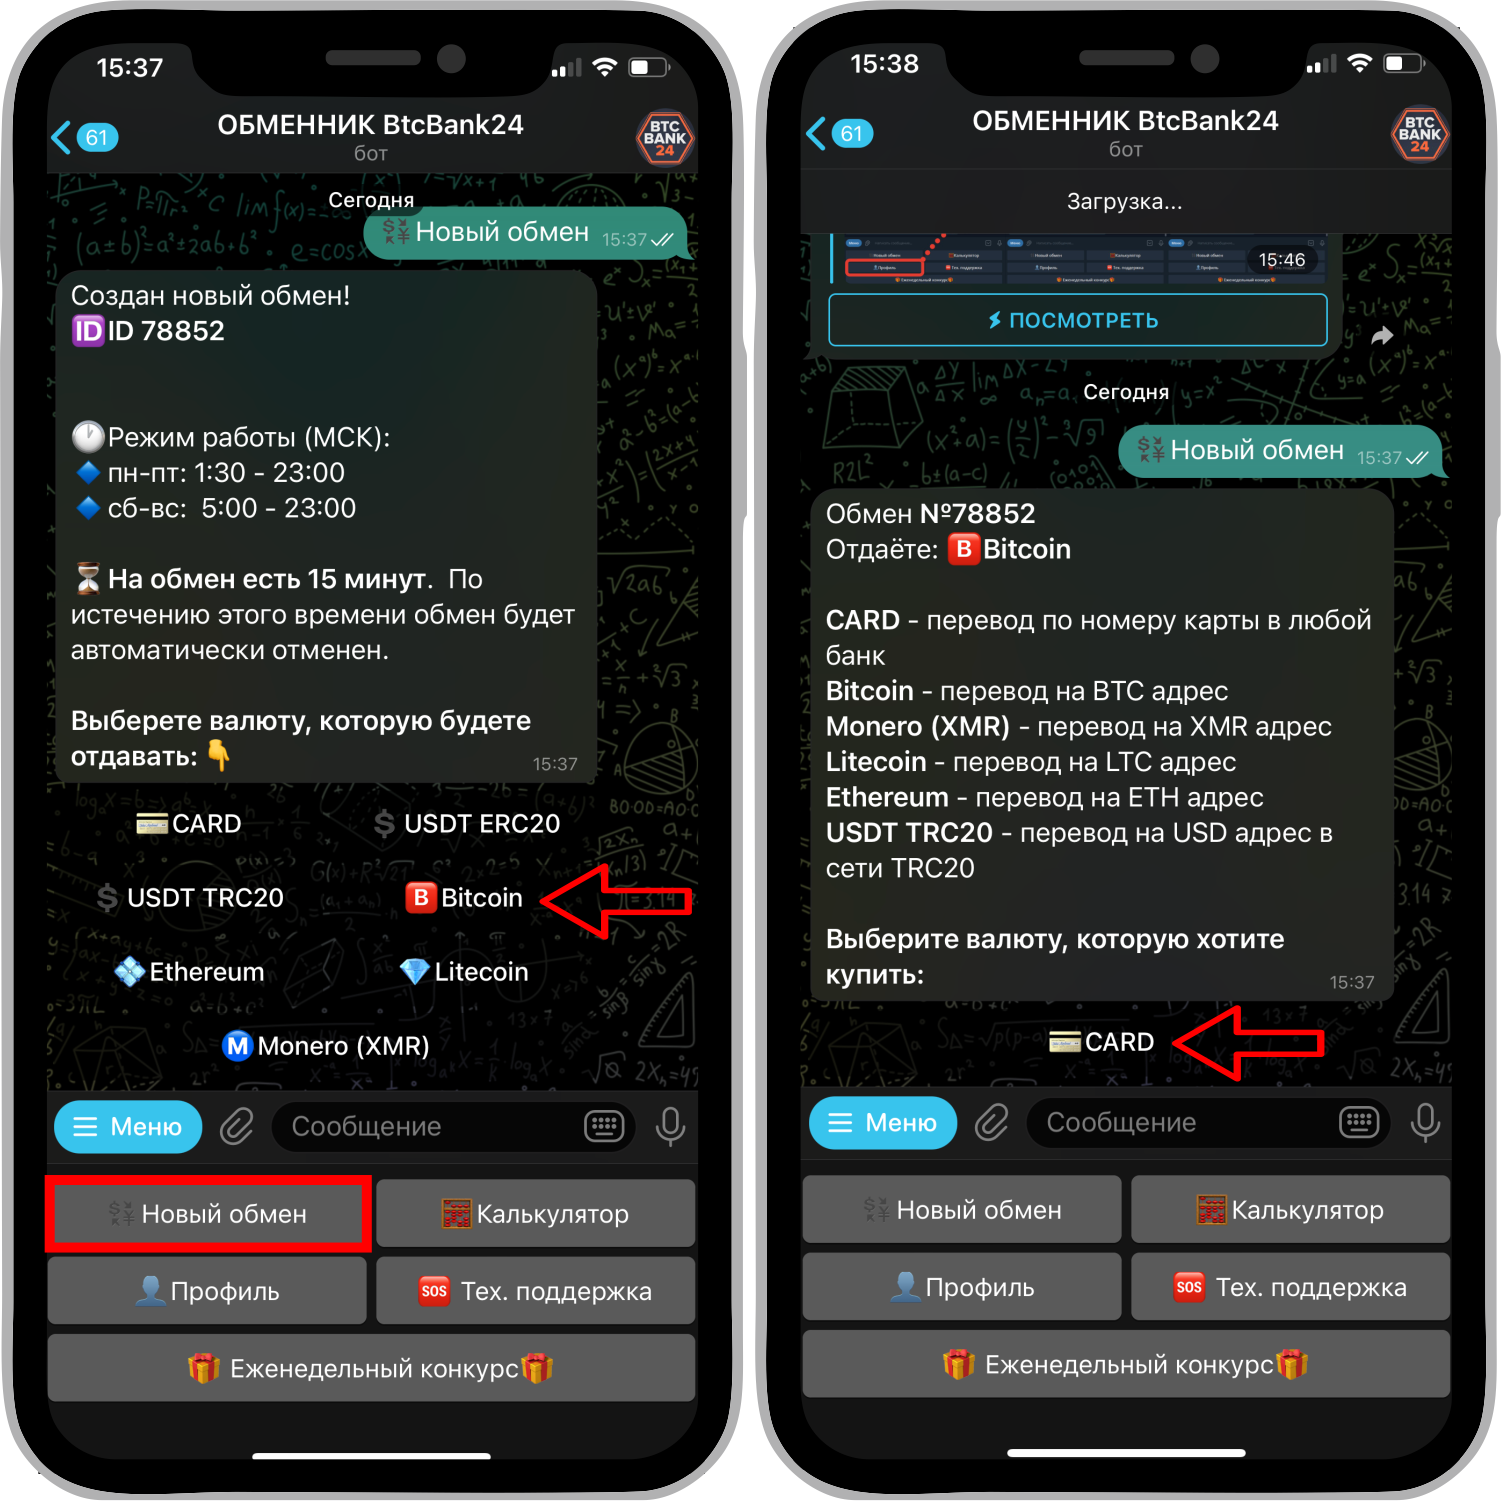 15:37
61
ОБМЕННИК BtcBank24
бот
BTC
BANK
24
Сегодня
Новый обмен 15:37
Создан новый обмен!
ID ID 78852
Режим работы (МСК):
пн-пт: 1:30 - 23:00
сб-вс: 5:00 - 23:00
На обмен есть 15 минут. По
истечению этого времени обмен будет
автоматически отменен.
Выберете валюту, которую будете
отдавать:
15:37
CARD
USDT ERC20
USDT TRC20
B Bitcoin
Ethereum
Litecoin
M Monero (XMR)
Меню
Сообщение
Новый обмен
Калькулятор
Профиль
SOS Тех. поддержка
Еженедельный конкурс
15:38
61
ОБМЕННИК BtcBank24
бот
BTC
BANK
24
Загрузка...
Новый обмен
Калькулятор
Профиль
Тех. поддержка
Еженедельный конкурс
15:46
ПОСМОТРЕТЬ
Сегодня
Новый обмен 15:37
Обмен №78852
Отдаёте: B Bitcoin
CARD - перевод по номеру карты в любой
банк
Bitcoin - перевод на BTC адрес
Monero (XMR) - перевод на XMR адрес
Litecoin - перевод на LTC адрес
Ethereum - перевод на ETH адрес
USDT TRC20 - перевод на USD адрес в
сети TRC20
Выберите валюту, которую хотите
купить:
15:37
CARD
Меню
Сообщение
Новый обмен
Калькулятор
Профиль
SOS Тех. поддержка
Еженедельный конкурс